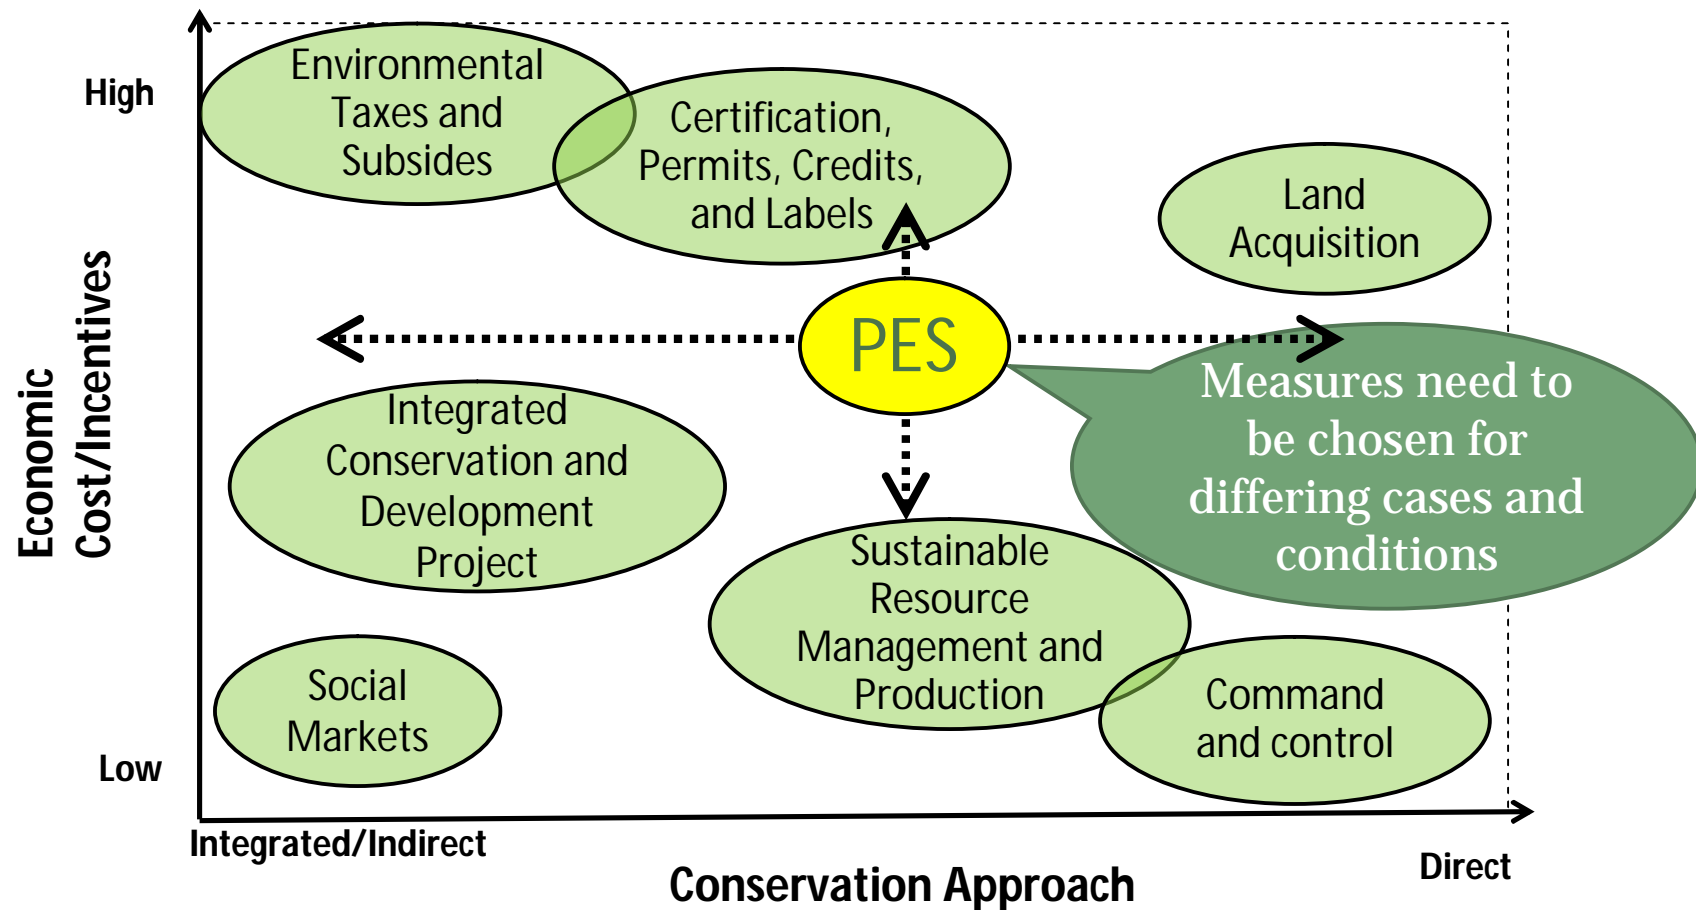 High
Low
Economic
Cost/Incentives
Environmental
Taxes and
Subsides
Certification,
Permits, Credits,
and Labels
Land
Acquisition
PES
Measures need to
be chosen for
differing cases and
conditions
Integrated
Conservation and
Development
Project
Sustainable
Resource
Management and
Production
Social
Markets
Command
and control
Integrated/Indirect
Direct
Conservation Approach